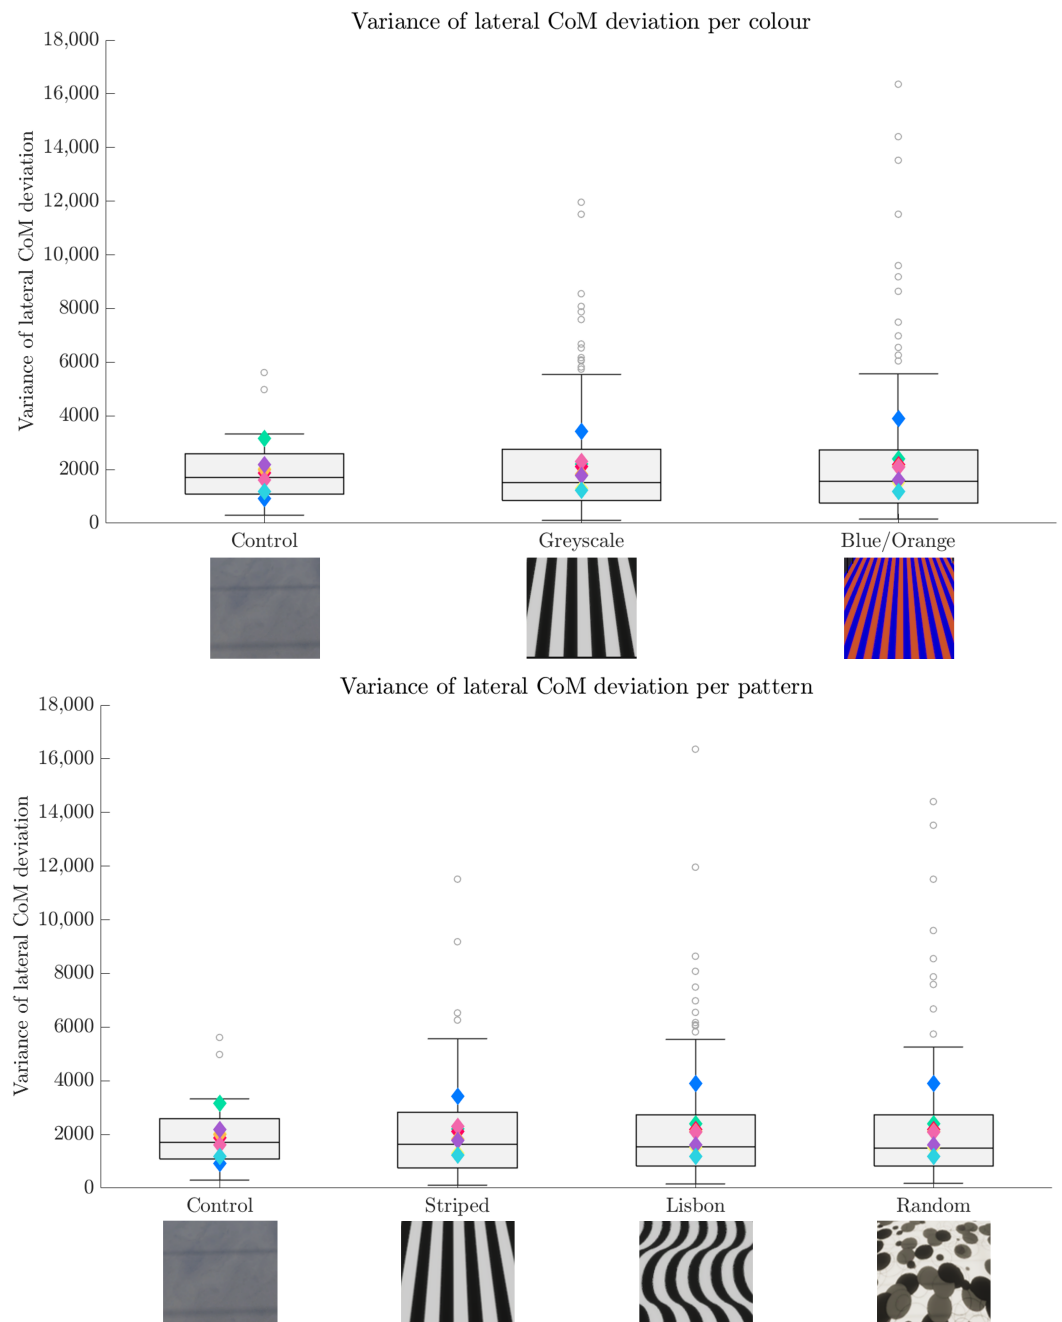 Variance of lateral CoM deviation per colour
Variance of lateral CoM deviation
18,000
16,000
14,000
12,000
10,000
8000
6000
4000
2000
0
Control
Greyscale
Blue/Orange
Variance of lateral CoM deviation per pattern
Variance of lateral CoM deviation
18,000
16,000
14,000
12,000
10,000
8000
6000
4000
2000
0
Control
Striped
Lisbon
Random